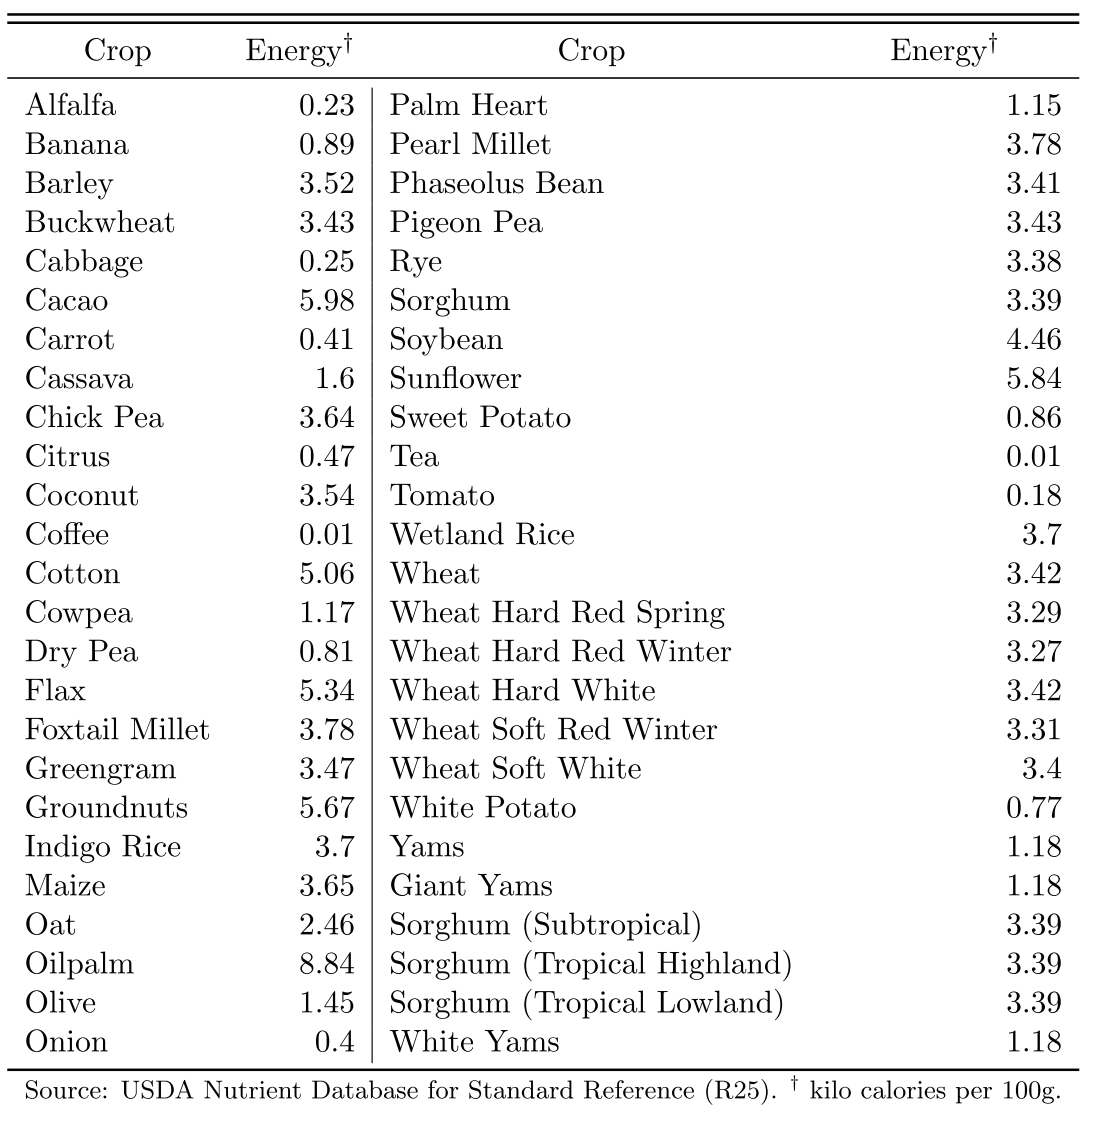 Crop Energy† Crop Energy†
Alfalfa 0.23 Palm Heart 1.15
Banana 0.89 Pearl Millet 3.78
Barley 3.52 Phaseolus Bean 3.41
Buckwheat 3.43 Pigeon Pea 3.43
Cabbage 0.25 Rye 3.38
Cacao 5.98 Sorghum 3.39
Carrot 0.41 Soybean 4.46
Cassava 1.6 Sunflower 5.84
Chick Pea 3.64 Sweet Potato 0.86
Citrus 0.47 Tea 0.01
Coconut 3.54 Tomato 0.18
Coffee 0.01 Wetland Rice 3.7
Cotton 5.06 Wheat 3.42
Cowpea 1.17 Wheat Hard Red Spring 3.29
Dry Pea 0.81 Wheat Hard Red Winter 3.27
Flax 5.34 Wheat Hard White 3.42
Foxtail Millet 3.78 Wheat Soft Red Winter 3.31
Greengram 3.47 Wheat Soft White 3.4
Groundnuts 5.67 White Potato 0.77
Indigo Rice 3.7 Yams 1.18
Maize 3.65 Giant Yams 1.18
Oat 2.46 Sorghum (Subtropical) 3.39
Oilpalm 8.84 Sorghum (Tropical Highland) 3.39
Olive 1.45 Sorghum (Tropical Lowland) 3.39
Onion 0.4 White Yams 1.18
Source: USDA Nutrient Database for Standard Reference (R25). † kilo calories per 100g.